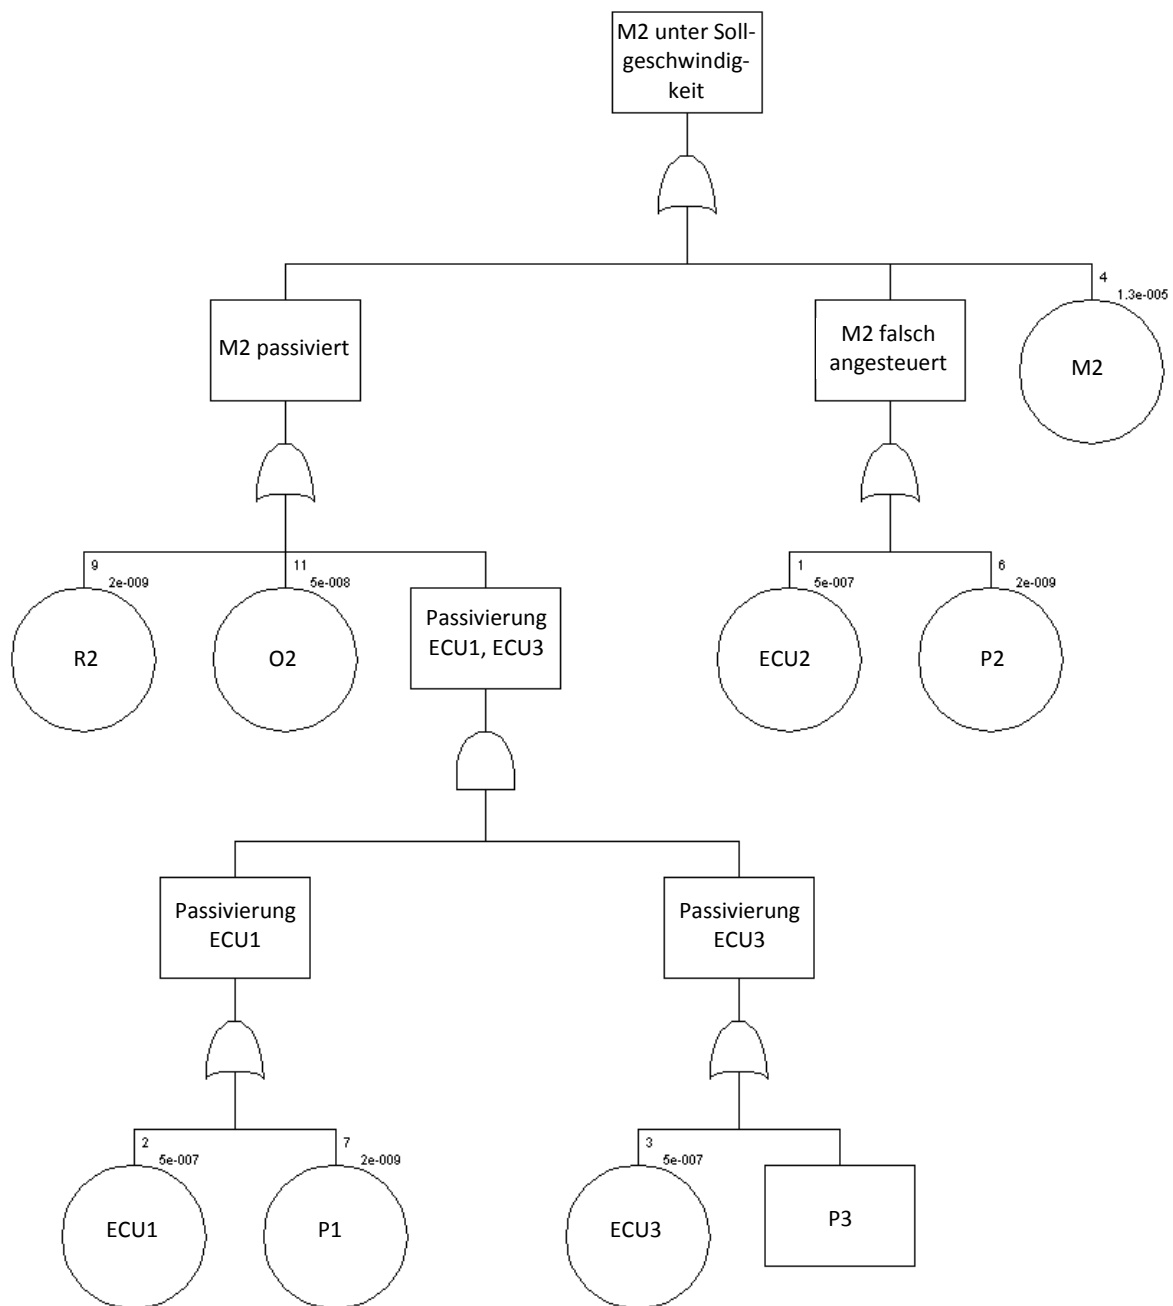 M2 unter Soll-
geschwindig-
keit
4
1.3e-005
M2 passiviert
M2 falsch
angesteuert
M2
9
2e-009
11
5e-008
1
5e-007
6
2e-009
R2
O2
Passivierung
ECU1, ECU3
ECU2
P2
Passivierung
ECU1
Passivierung
ECU3
2
5e-007
7
2e-009
3
5e-007
ECU1
P1
ECU3
P3